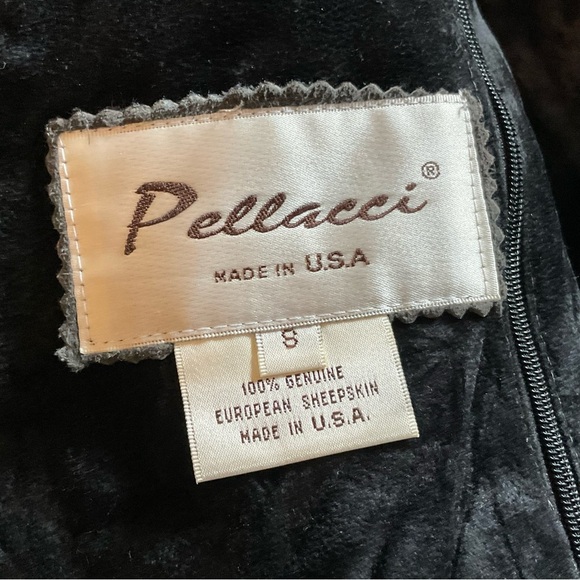 Pellacci®
MADE IN U.S.A
S
100% GENUINE
EUROPEAN SHEEPSKIN
MADE IN U.S.A.